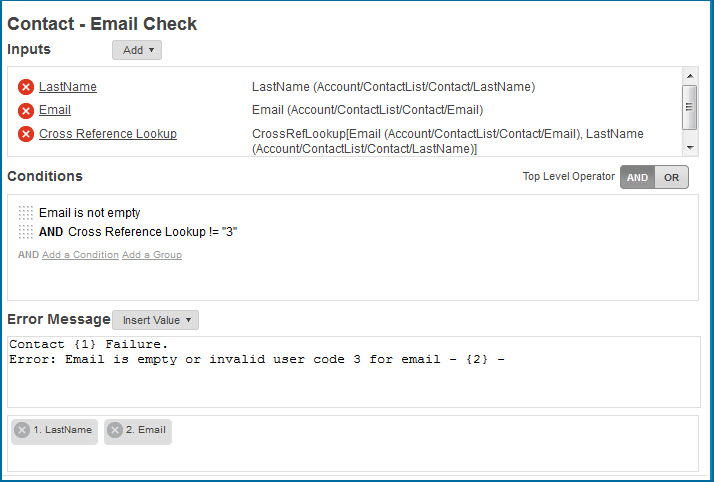 Contact - Email Check
Inputs Add
LastName LastName (Account/ContactList/Contact/LastName)
Email Email (Account/ContactList/Contact/Email)
Cross Reference Lookup CrossRefLookup[Email (Account/ContactList/Contact/Email), LastName
(Account/ContactList/Contact/LastName)]
Conditions Top Level Operator AND OR
Email is not empty
AND Cross Reference Lookup != "3"
AND Add a Condition Add a Group
Error Message Insert Value
Contact {1} Failure.
Error: Email is empty or invalid user code 3 for email - {2} -
1. LastName 2. Email